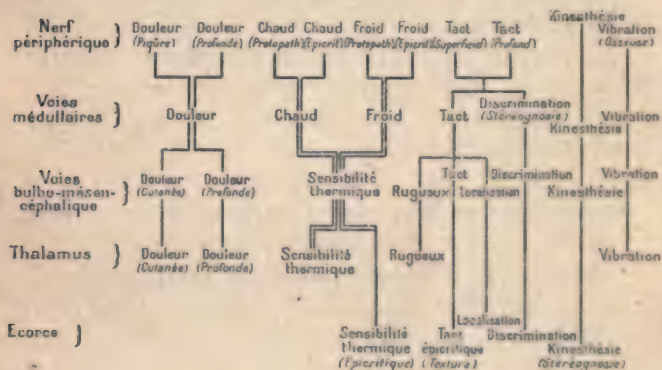 Kinesthésie
Nerf périphérique } Douleur Douleur Chaud Chaud Froid Froid Tact Tact Vibration
(Piqûre) (Profonde) (Protopath) (Epicrit) (Protopath) (Epicrit) (Superficiel) (Profond) (Osseuse)
Voies médullaires } Douleur Chaud Froid Tact Discrimination Vibration
(Stéréognosie)
Kinesthésie
Voies bulbo-mésencéphalique } Douleur Douleur Sensibilité Tact Discrimination Vibration
(Cutanée) (Profonde) thermique Rugueux Localisation Kinesthésie
Thalamus } Douleur Douleur Sensibilité Rugueux Vibration
(Cutanée) (Profonde) thermique
Localisation
Ecorce } Sensibilité Tact Discrimination
thermique épicritique Kinesthésie
(Epicritique) (Texture) (Stéréognosie)